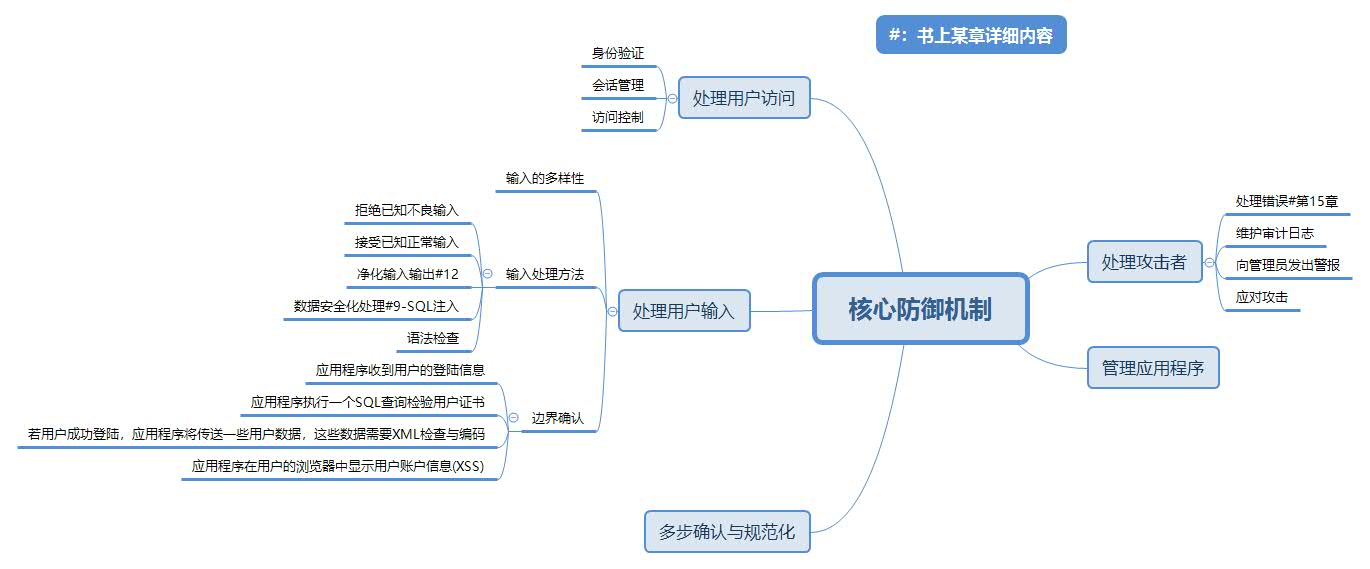 #：书上某章详细内容
核心防御机制
处理用户访问
身份验证
会话管理
访问控制
处理用户输入
输入的多样性
输入处理方法
拒绝已知不良输入
接受已知正常输入
净化输入输出#12
数据安全化处理#9-SQL注入
语法检查
边界确认
应用程序收到用户的登陆信息
应用程序执行一个SQL查询检验用户证书
若用户成功登陆，应用程序将传送一些用户数据，这些数据需要XML检查与编码
应用程序在用户的浏览器中显示用户账户信息(XSS)
多步确认与规范化
处理攻击者
处理错误#第15章
维护审计日志
向管理员发出警报
应对攻击
管理应用程序